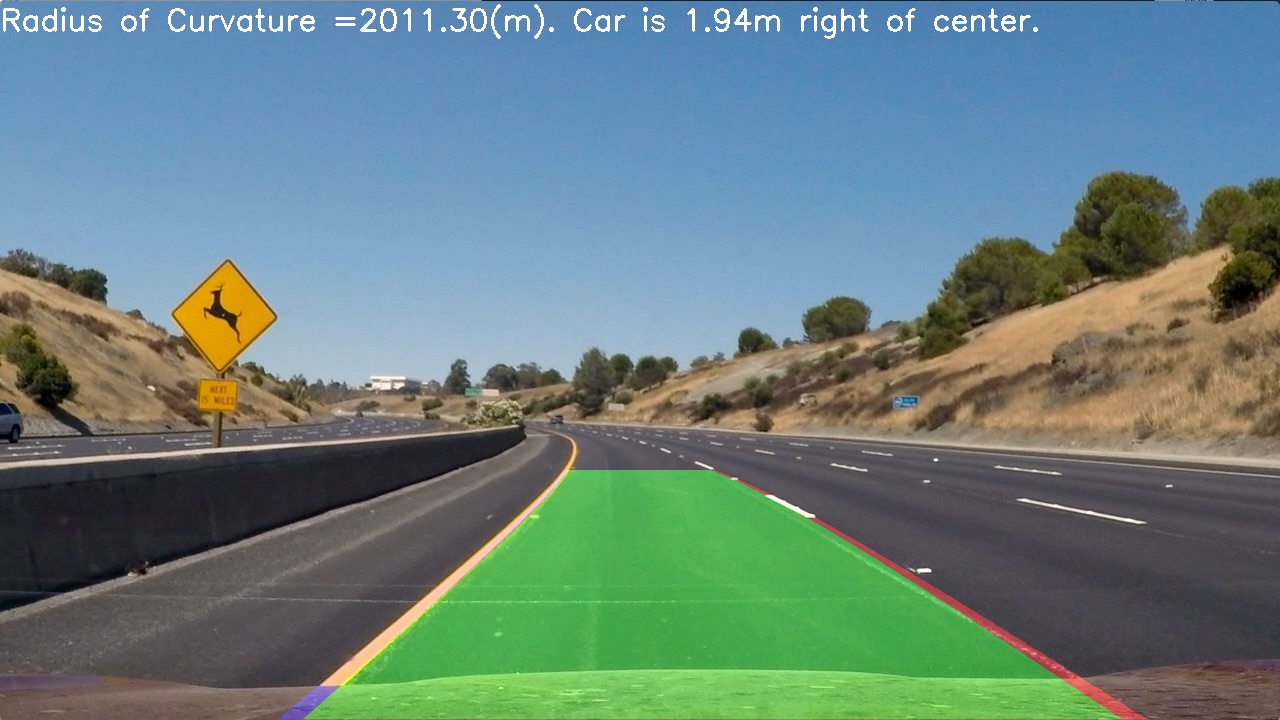 Radius of Curvature =2011.30(m). Car is 1.94m right of center.
NEXT
15 MILES